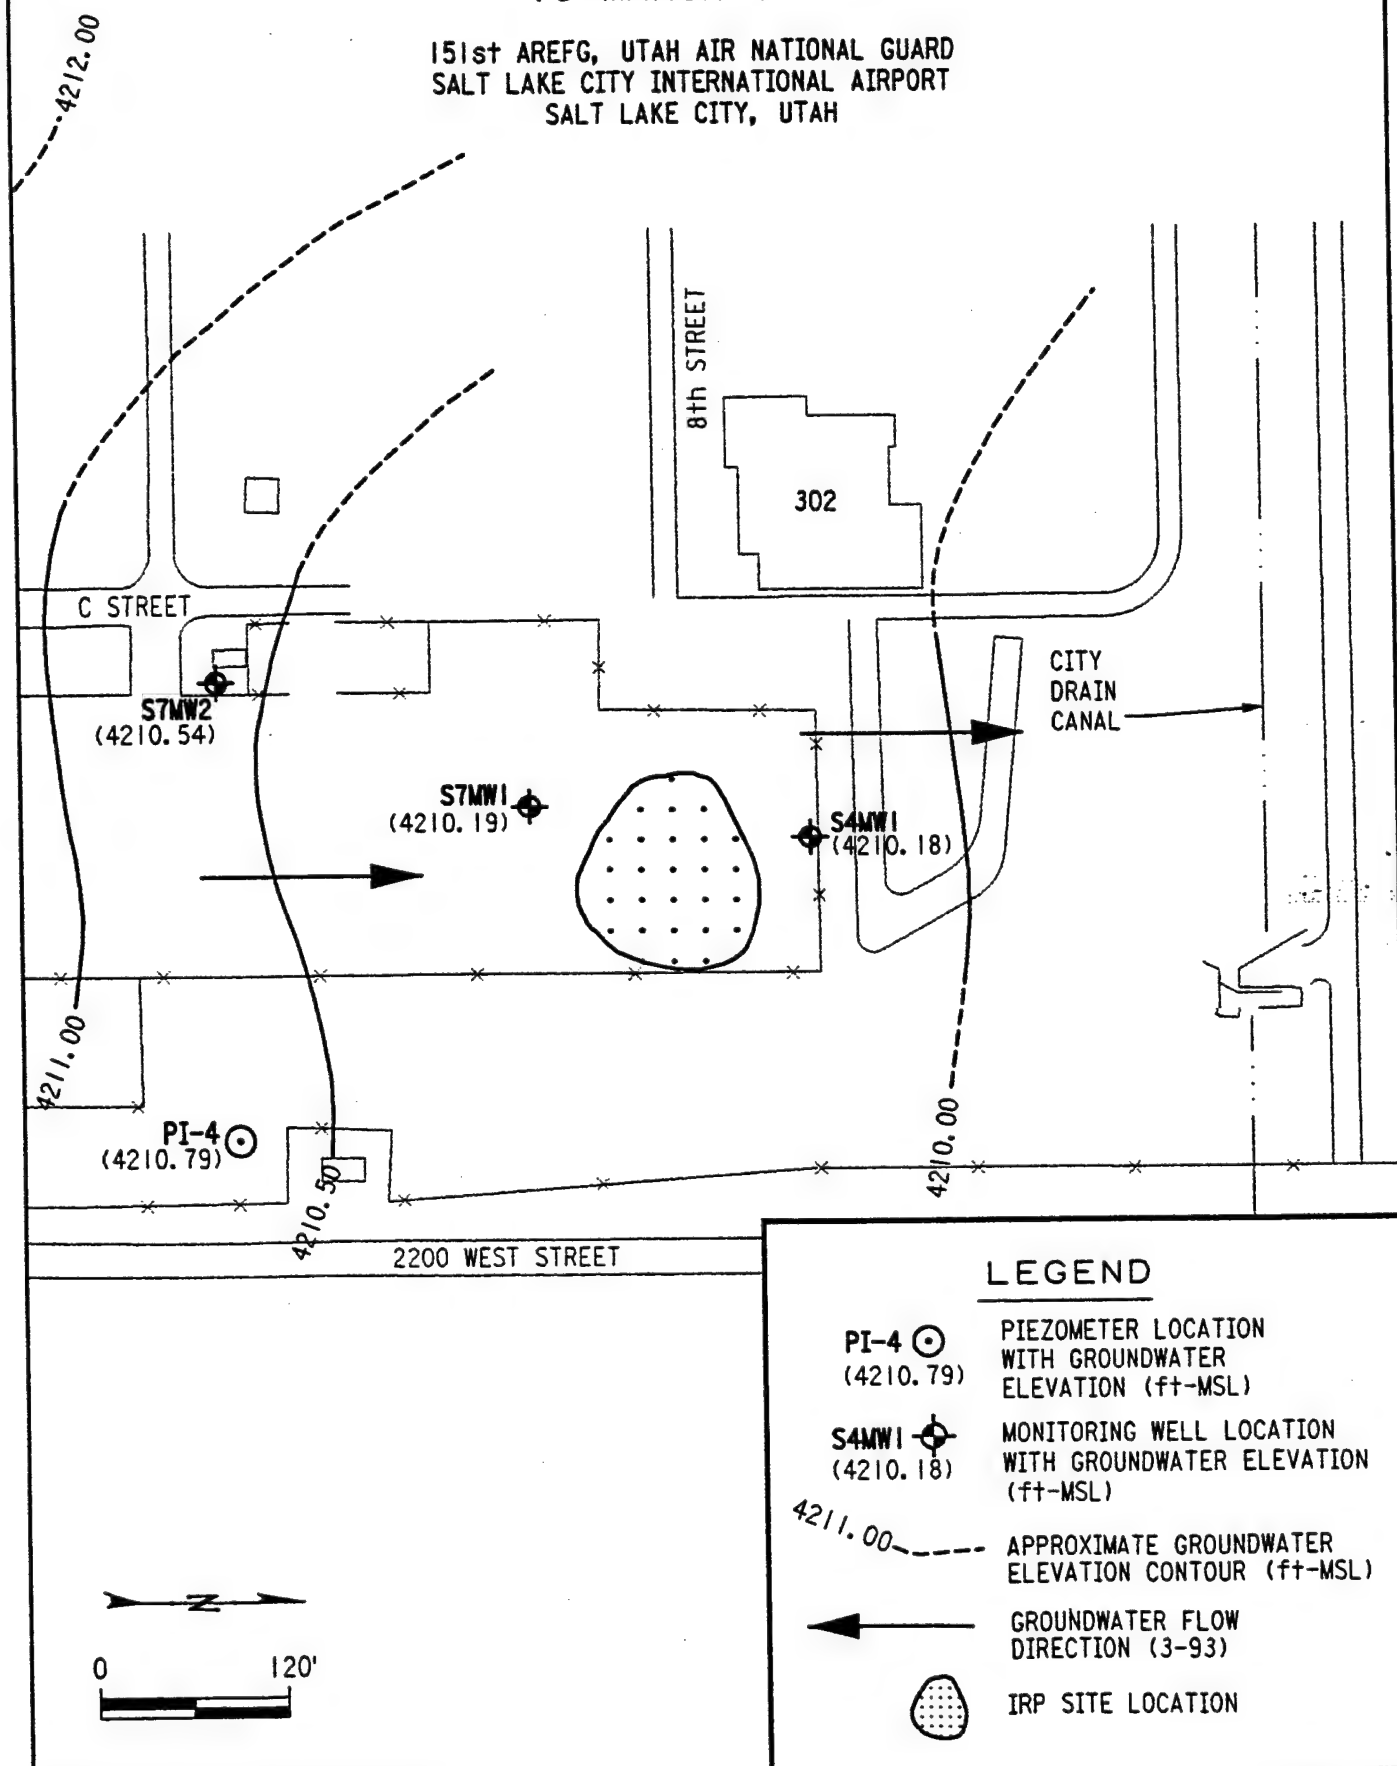 151st AREFG, UTAH AIR NATIONAL GUARD
SALT LAKE CITY INTERNATIONAL AIRPORT
SALT LAKE CITY, UTAH
4212.00
8th STREET
302
C STREET
CITY
DRAIN
CANAL
S7MW2
(4210.54)
S7MW1
(4210.19)
S4MW1
(4210.18)
4211.00
PI-4
(4210.79)
4210.50
4210.00
2200 WEST STREET
LEGEND
PI-4
(4210.79)
PIEZOMETER LOCATION
WITH GROUNDWATER
ELEVATION (ft-MSL)
S4MW1
(4210.18)
MONITORING WELL LOCATION
WITH GROUNDWATER ELEVATION
(ft-MSL)
4211.00
APPROXIMATE GROUNDWATER
ELEVATION CONTOUR (ft-MSL)
GROUNDWATER FLOW
DIRECTION (3-93)
IRP SITE LOCATION
N
0 120'